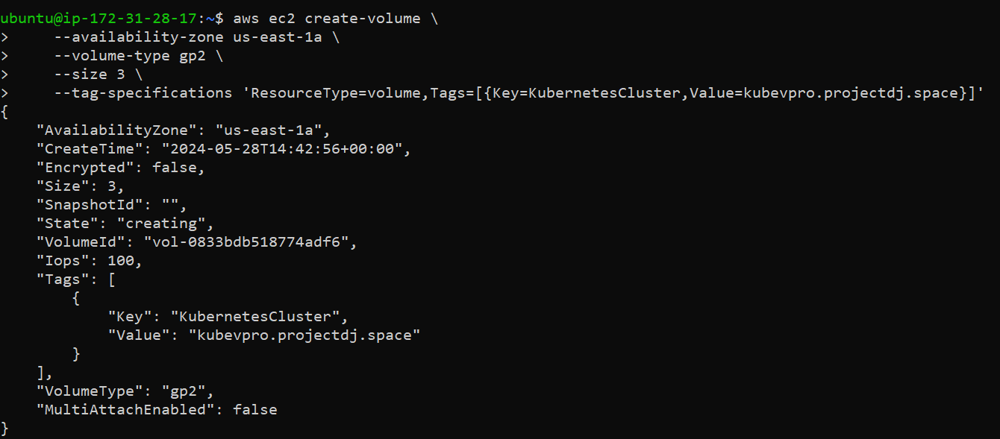 ubuntu@ip-172-31-28-17:~$ aws ec2 create-volume \
>     --availability-zone us-east-1a \
>     --volume-type gp2 \
>     --size 3 \
>     --tag-specifications 'ResourceType=volume,Tags=[{Key=KubernetesCluster,Value=kubevpro.projectdj.space}]'
{
    "AvailabilityZone": "us-east-1a",
    "CreateTime": "2024-05-28T14:42:56+00:00",
    "Encrypted": false,
    "Size": 3,
    "SnapshotId": "",
    "State": "creating",
    "VolumeId": "vol-0833bdb518774adf6",
    "Iops": 100,
    "Tags": [
        {
            "Key": "KubernetesCluster",
            "Value": "kubevpro.projectdj.space"
        }
    ],
    "VolumeType": "gp2",
    "MultiAttachEnabled": false
}